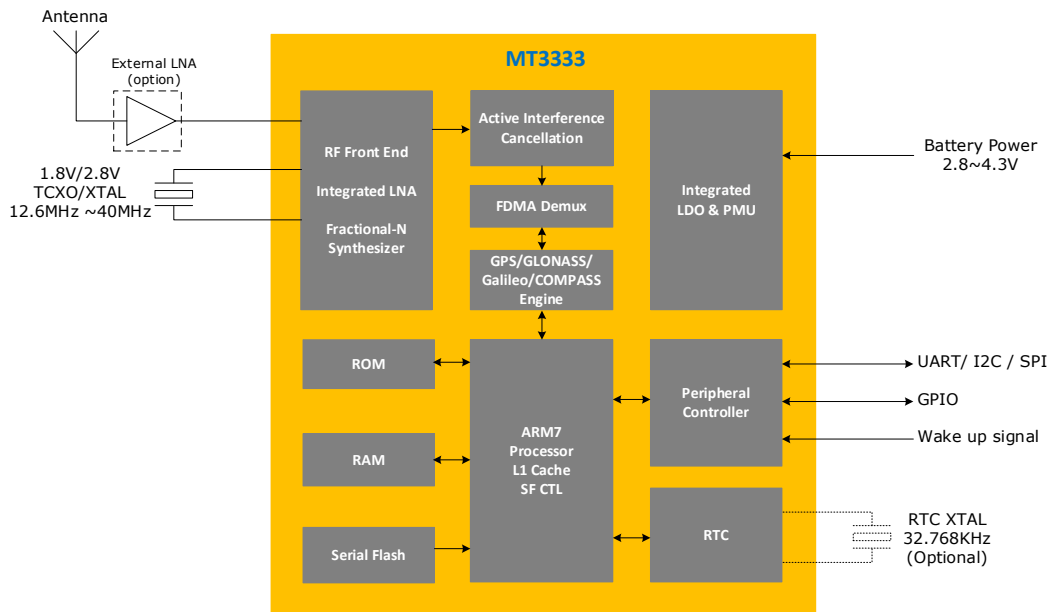 Antenna
External LNA
(option)
1.8V/2.8V
TCXO/XTAL
12.6MHz ~40MHz
MT3333
RF Front End
Integrated LNA
Fractional-N
Synthesizer
Active Interference
Cancellation
FDMA Demux
GPS/GLONASS/
Galileo/COMPASS
Engine
Integrated
LDO & PMU
Battery Power
2.8~4.3V
ROM
RAM
Serial Flash
ARM7
Processor
L1 Cache
SF CTL
Peripheral
Controller
RTC
UART/ I2C / SPI
GPIO
Wake up signal
RTC XTAL
32.768KHz
(Optional)